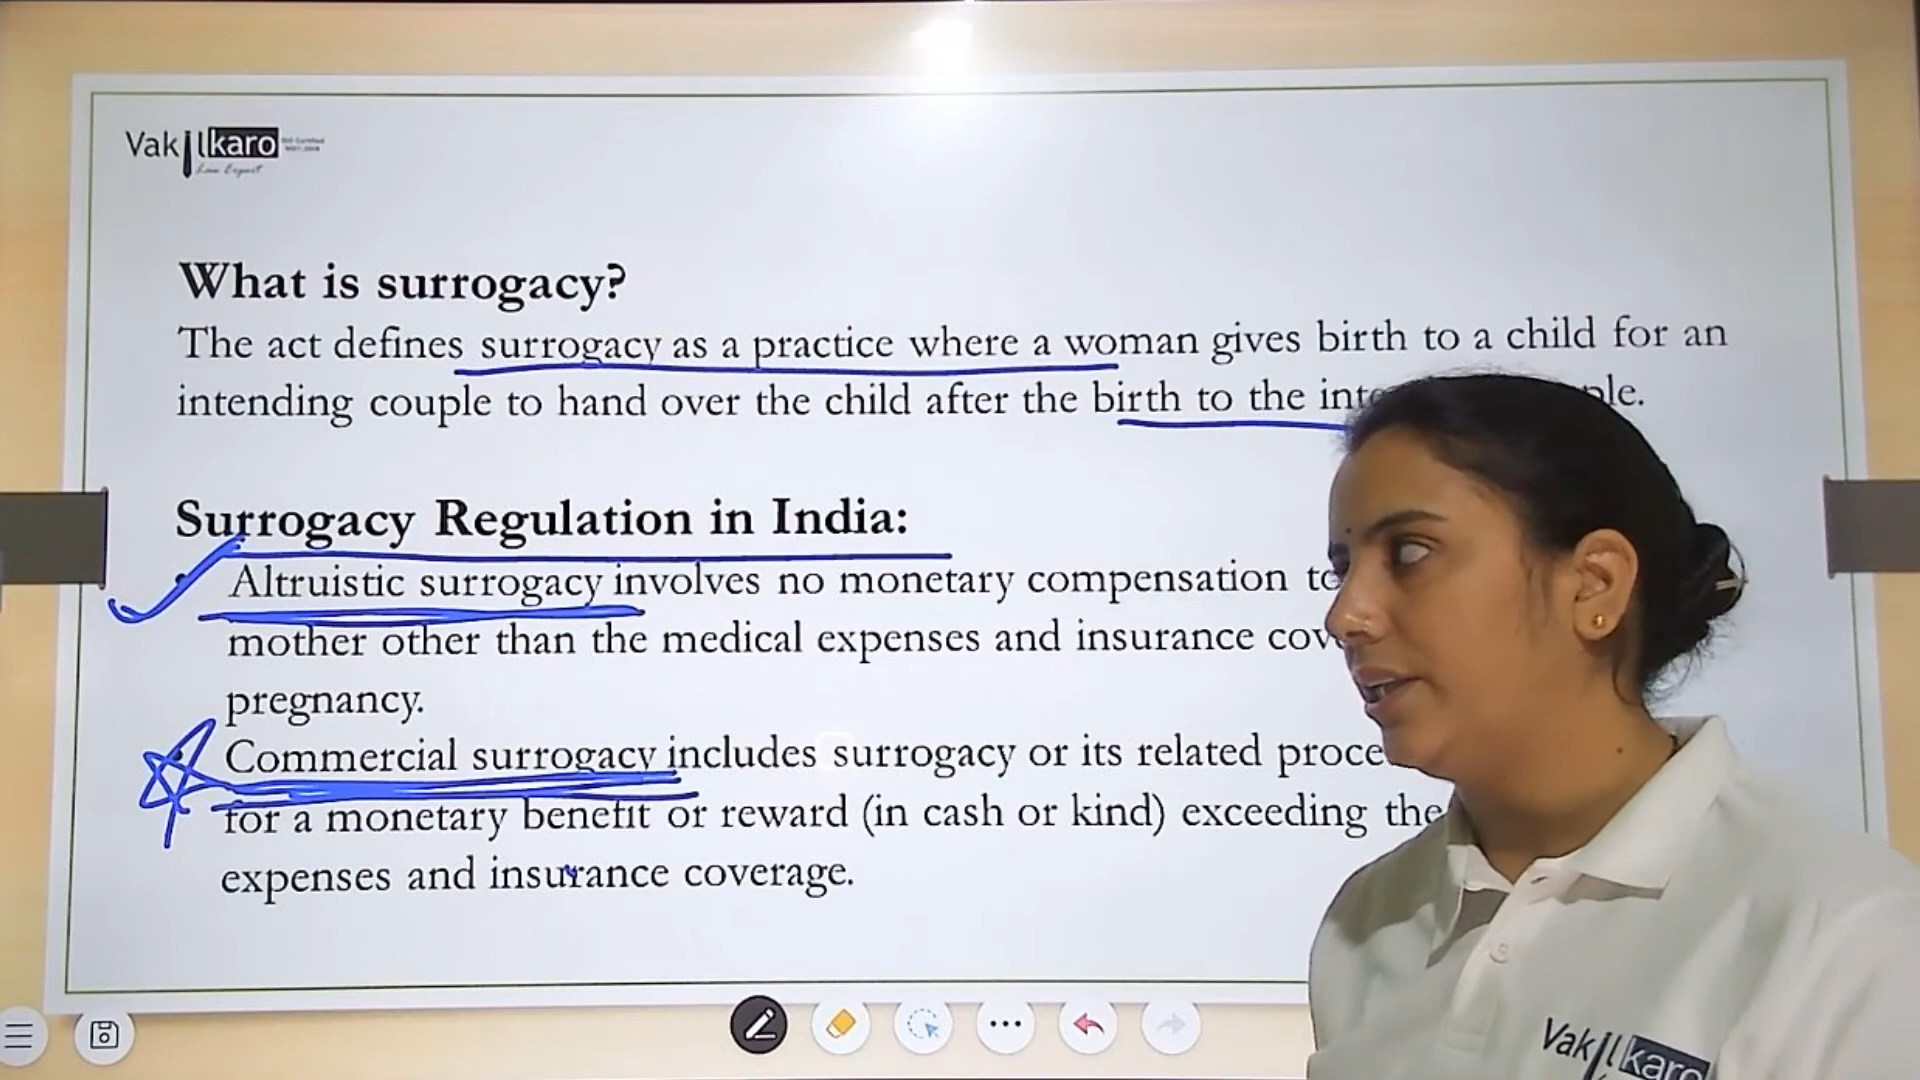 Vakilkaro
Law Expert
What is surrogacy?
The act defines surrogacy as a practice where a woman gives birth to a child for an
intending couple to hand over the child after the birth to the
Surrogacy Regulation in India:
Altruistic surrogacy involves no monetary compensation to
mother other than the medical expenses and insurance
pregnancy.
Commercial surrogacy includes surrogacy or its related
for a monetary benefit or reward (in cash or kind) exceeding the
expenses and insurance coverage.
Vakilkaro